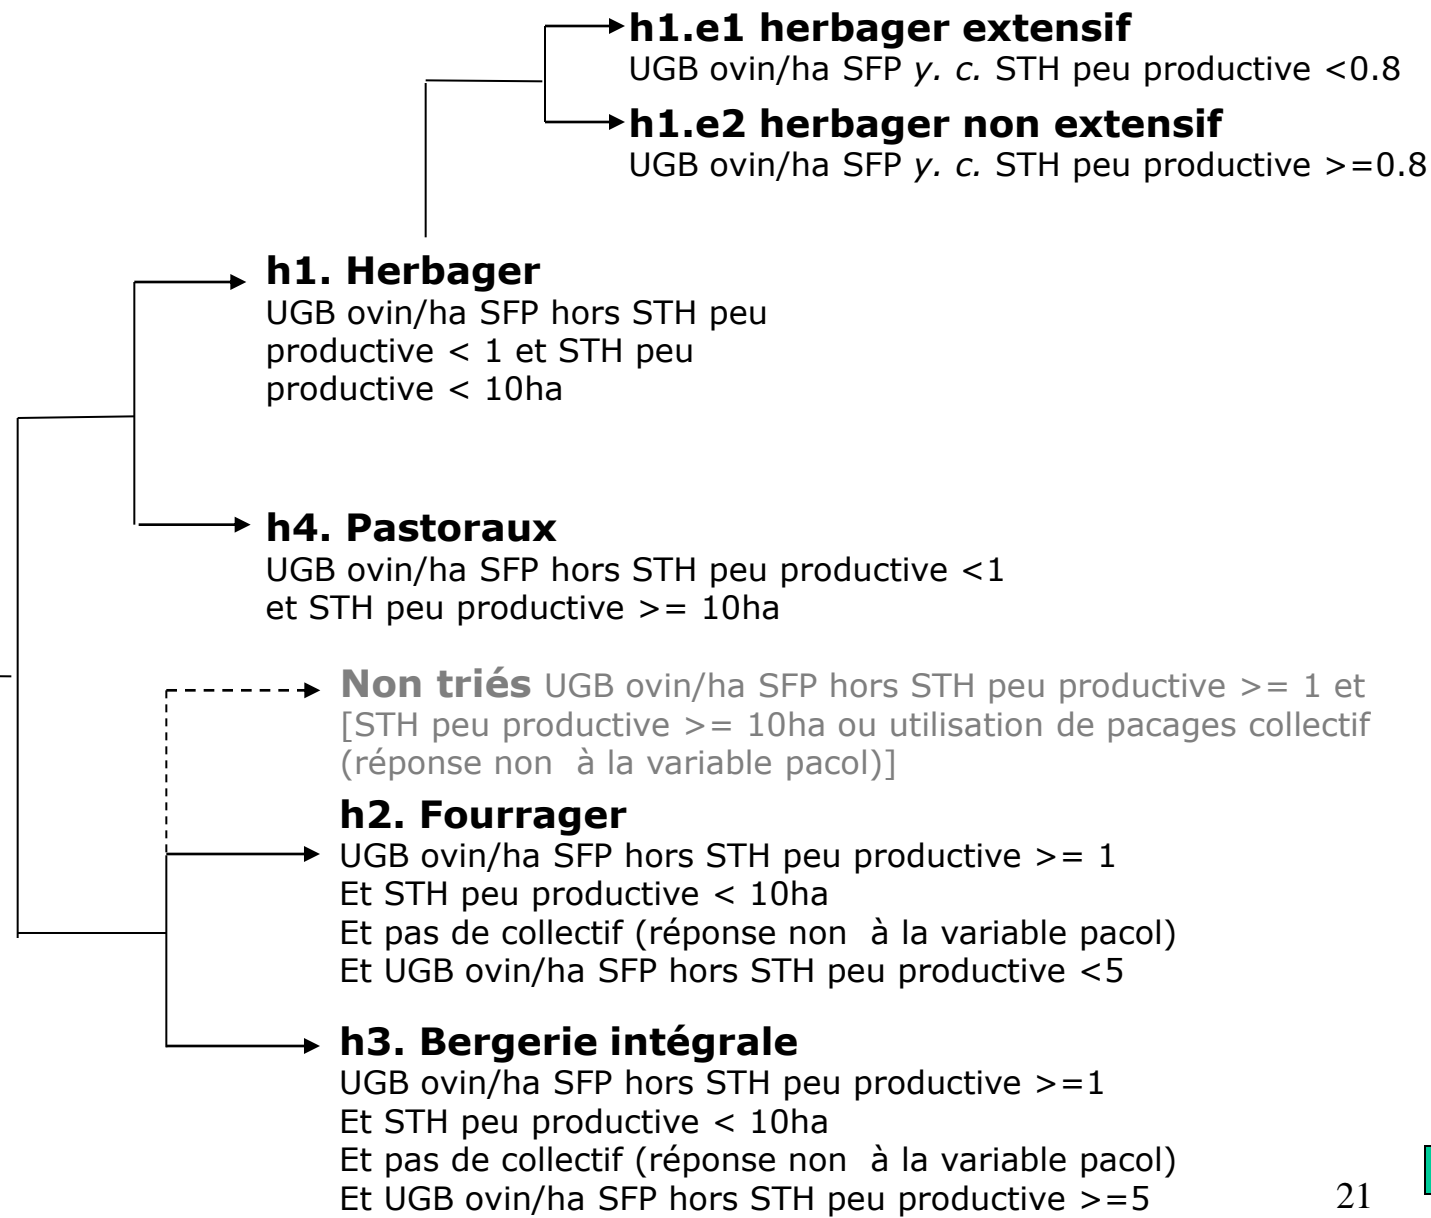 h1.e1 herbager extensif
UGB ovin/ha SFP y. c. STH peu productive <0.8
h1.e2 herbager non extensif
UGB ovin/ha SFP y. c. STH peu productive >=0.8
h1. Herbager
UGB ovin/ha SFP hors STH peu
productive < 1 et STH peu
productive < 10ha
h4. Pastoraux
UGB ovin/ha SFP hors STH peu productive <1
et STH peu productive >= 10ha
Non triés UGB ovin/ha SFP hors STH peu productive >= 1 et
[STH peu productive >= 10ha ou utilisation de pacages collectif
(réponse non à la variable pacol)]
h2. Fourrager
UGB ovin/ha SFP hors STH peu productive >= 1
Et STH peu productive < 10ha
Et pas de collectif (réponse non à la variable pacol)
Et UGB ovin/ha SFP hors STH peu productive <5
h3. Bergerie intégrale
UGB ovin/ha SFP hors STH peu productive >=1
Et STH peu productive < 10ha
Et pas de collectif (réponse non à la variable pacol)
Et UGB ovin/ha SFP hors STH peu productive >=5
21